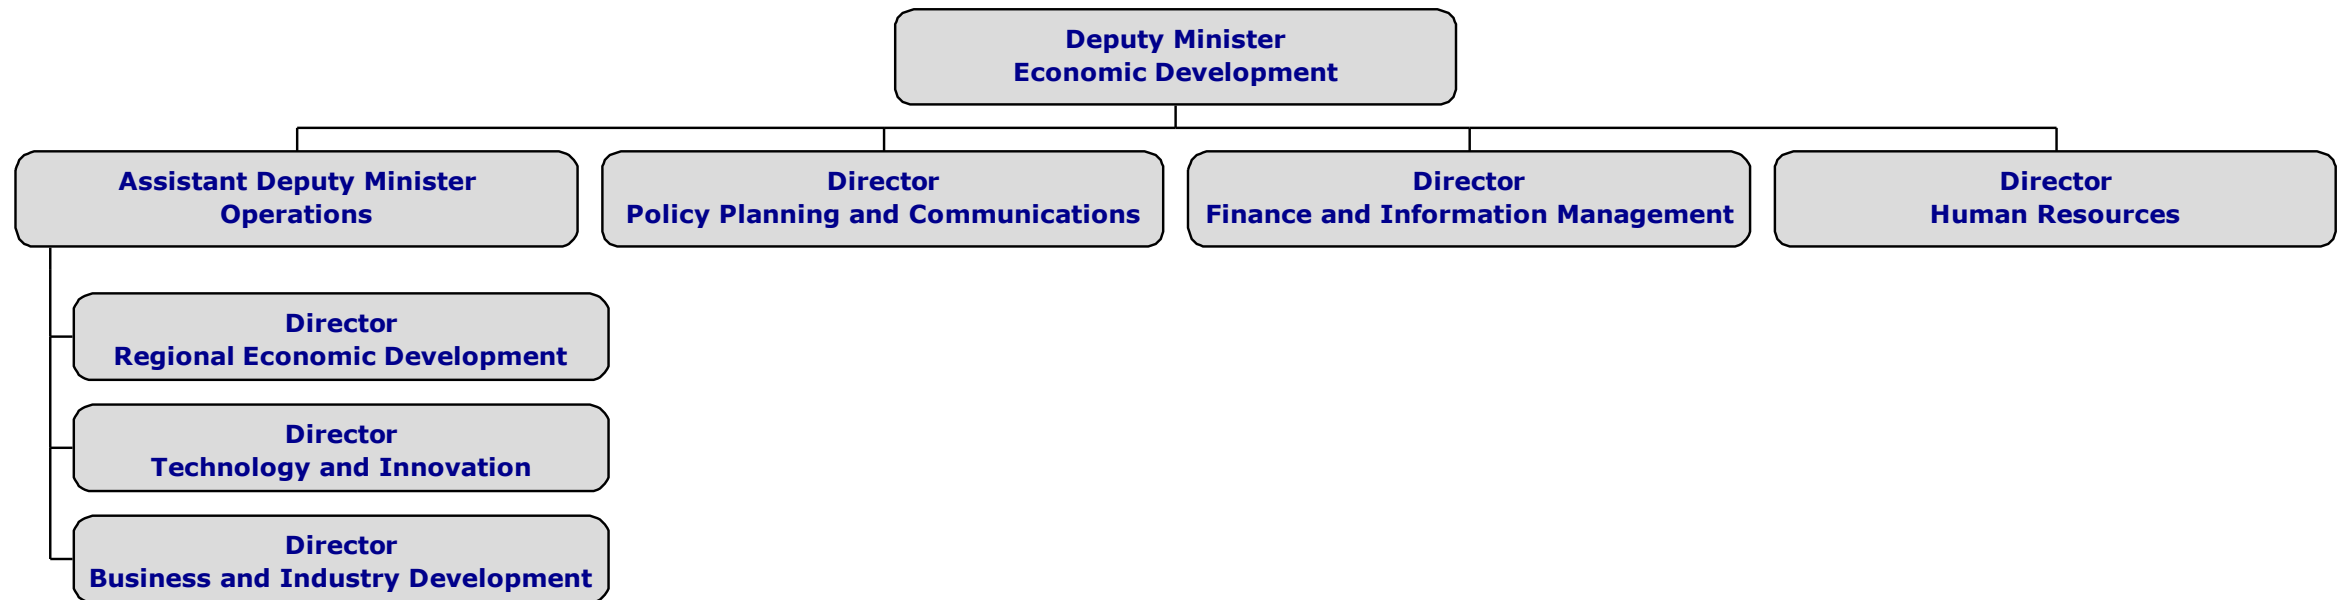 Deputy Minister
Economic Development
Assistant Deputy Minister
Operations
Director
Policy Planning and Communications
Director
Finance and Information Management
Director
Human Resources
Director
Regional Economic Development
Director
Technology and Innovation
Director
Business and Industry Development